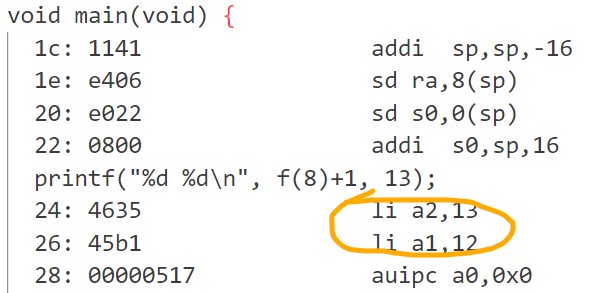 void main(void) {
1c: 1141 addi sp,sp,-16
1e: e406 sd ra,8(sp)
20: e022 sd s0,0(sp)
22: 0800 addi s0,sp,16
printf("%d %d\n", f(8)+1, 13);
24: 4635 li a2,13
26: 45b1 li a1,12
28: 00000517 auipc a0,0x0